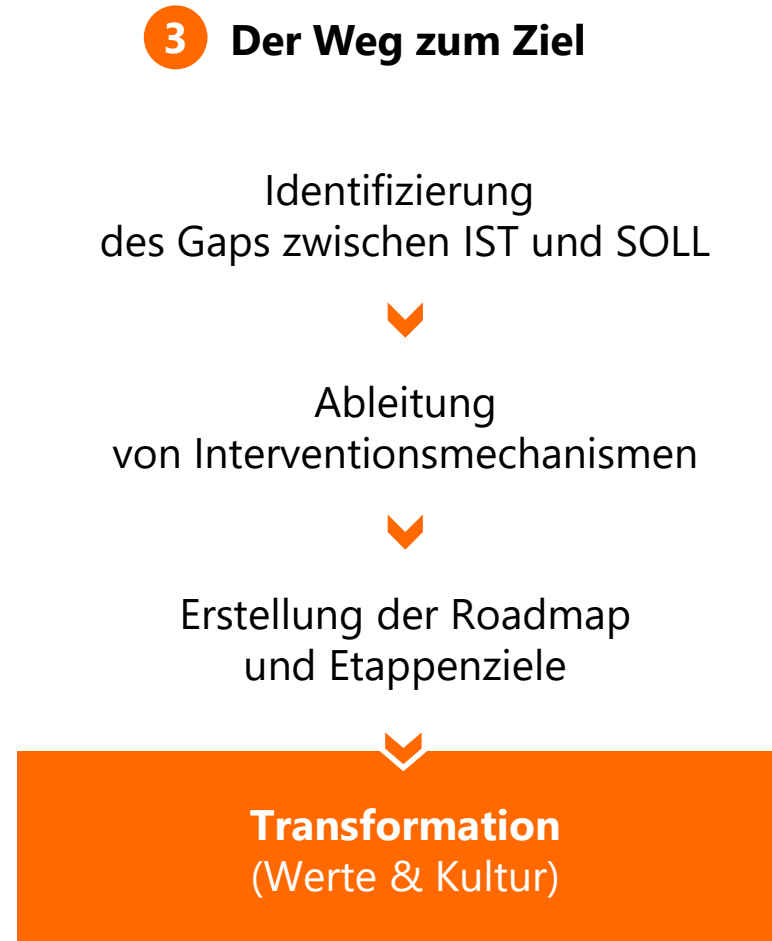 3 Der Weg zum Ziel
Identifizierung
des Gaps zwischen IST und SOLL
Ableitung
von Interventionsmechanismen
Erstellung der Roadmap
und Etappenziele
Transformation
(Werte & Kultur)